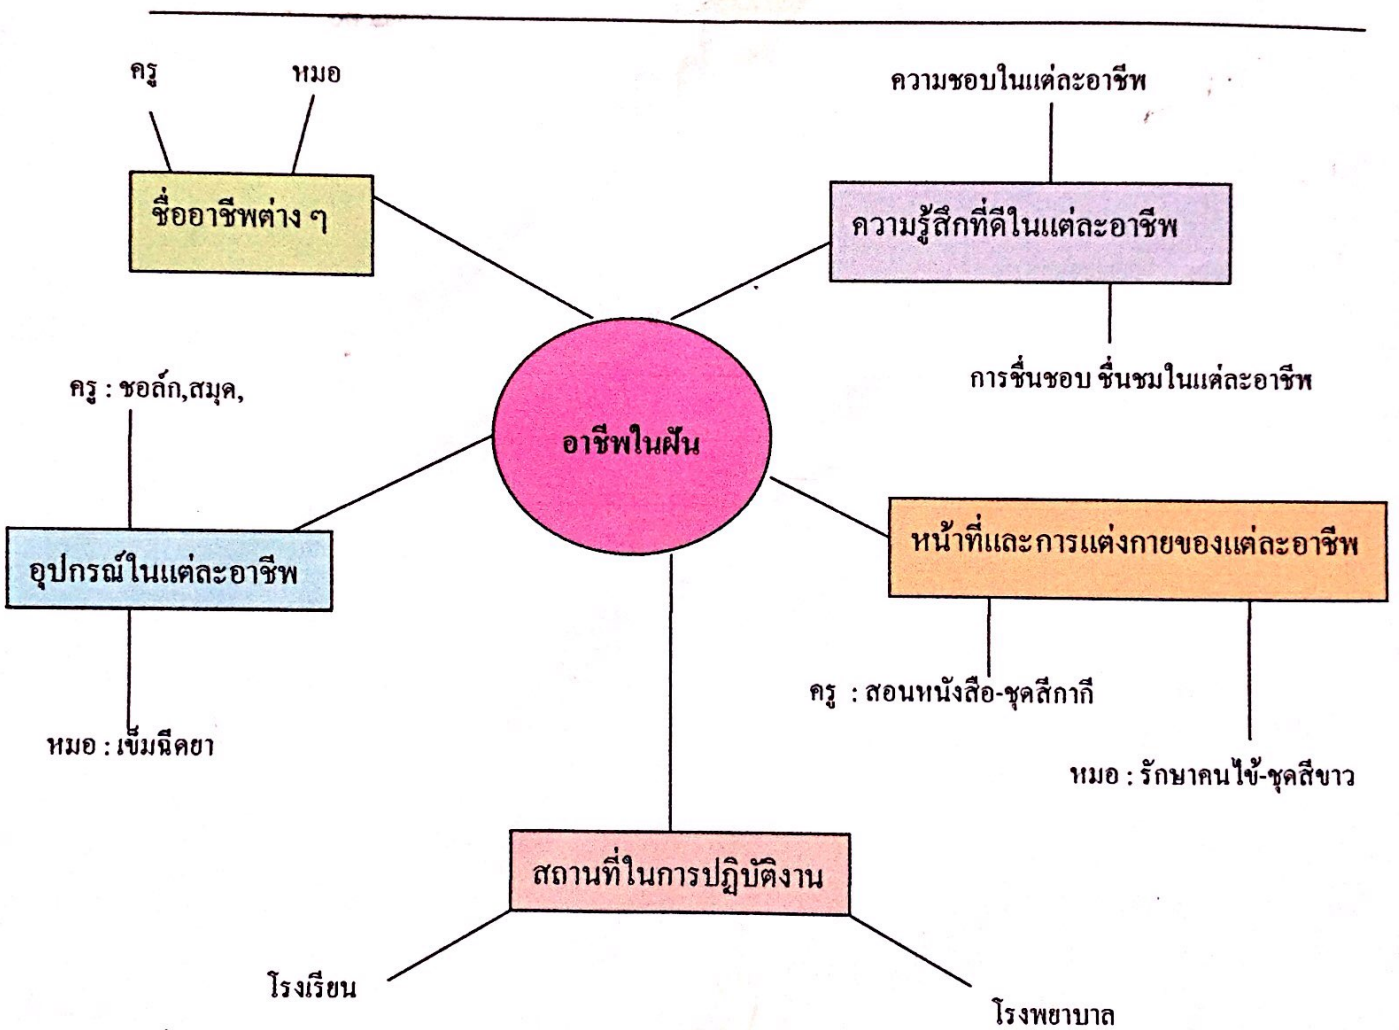 ครู
หมอ
ความชอบในแต่ละอาชีพ
ชื่ออาชีพต่าง ๆ
ความรู้สึกที่ดีในแต่ละอาชีพ
การชื่นชอบ ชื่นชมในแต่ละอาชีพ
ครู : ชอล์ก,สมุด,
อาชีพในฝัน
หน้าที่และการแต่งกายของแต่ละอาชีพ
อุปกรณ์ในแต่ละอาชีพ
ครู : สอนหนังสือ-ชุดสีกากี
หมอ : เข็มฉีดยา
หมอ : รักษาคนไข้-ชุดสีขาว
สถานที่ในการปฏิบัติงาน
โรงเรียน
โรงพยาบาล